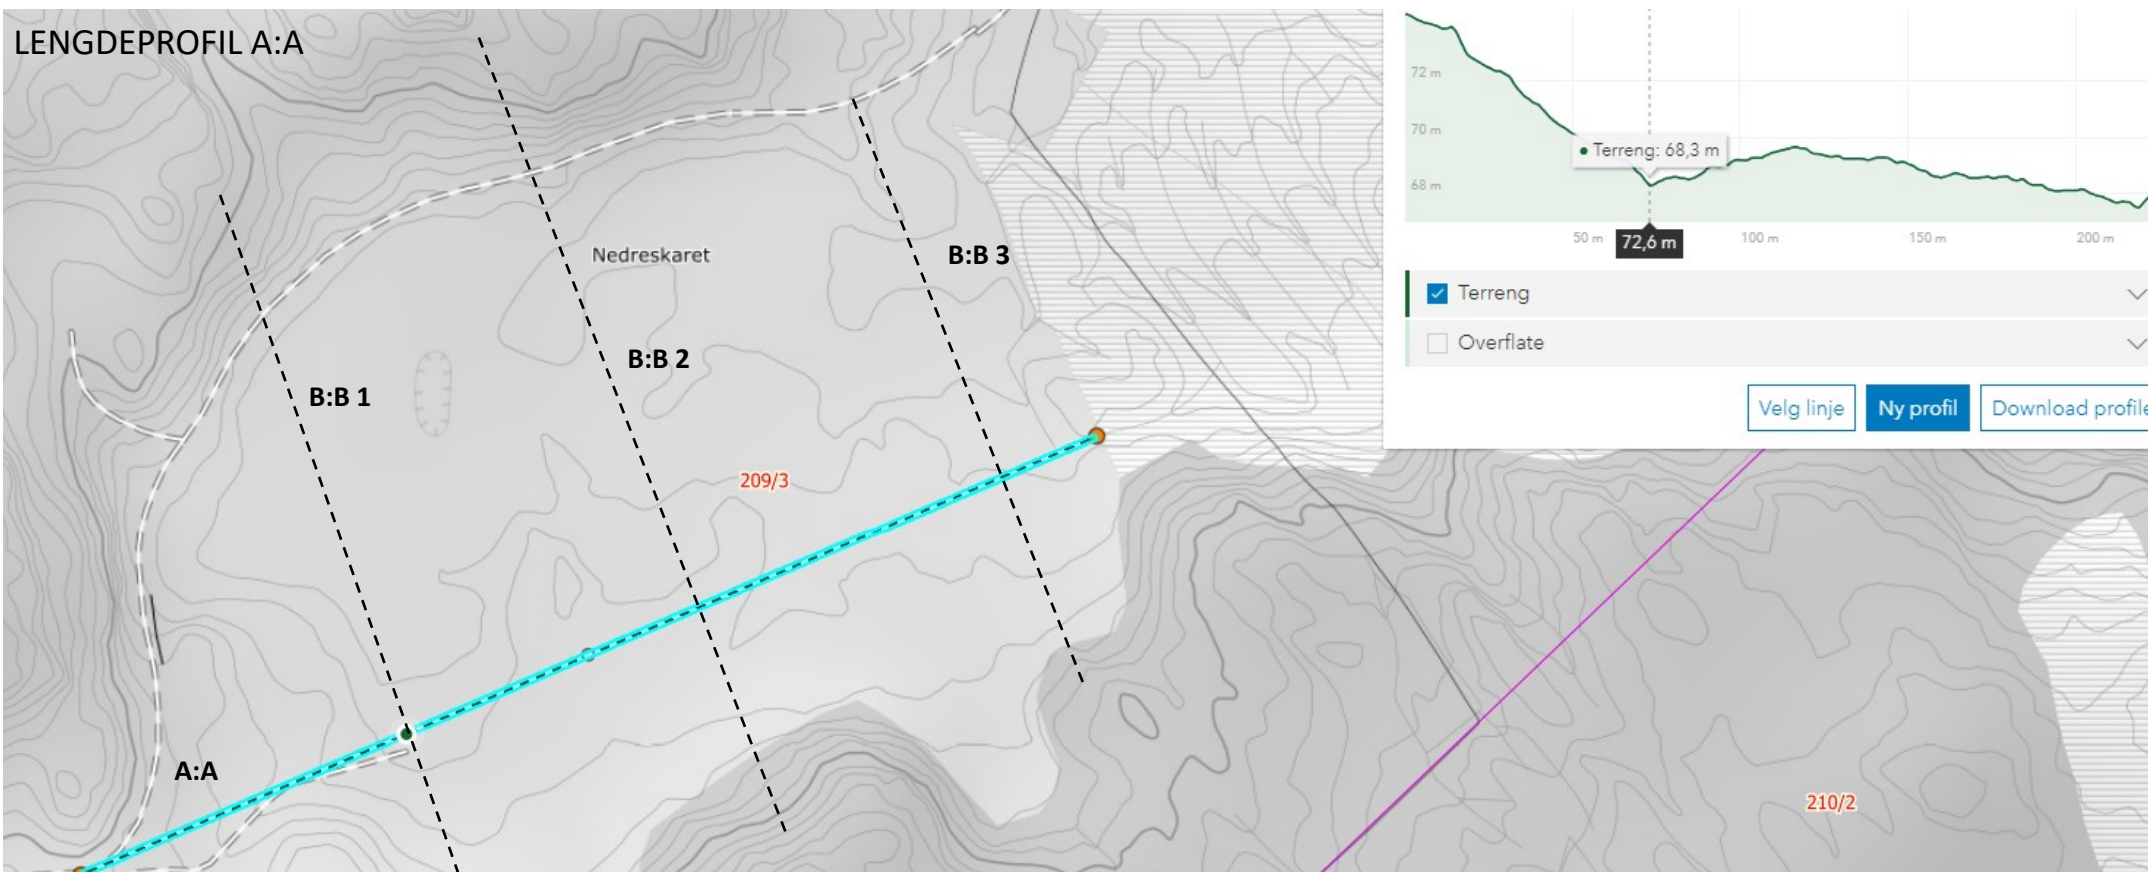 LENGDEPROFIL A:A
72 m
70 m
Terreng: 68,3 m
68 m
50 m
72,6 m
100 m
150 m
200 m
Nedreskaret
B:B 3
Terreng
Overflate
B:B 2
B:B 1
Velg linje
Ny profil
Download profile
209/3
A:A
210/2